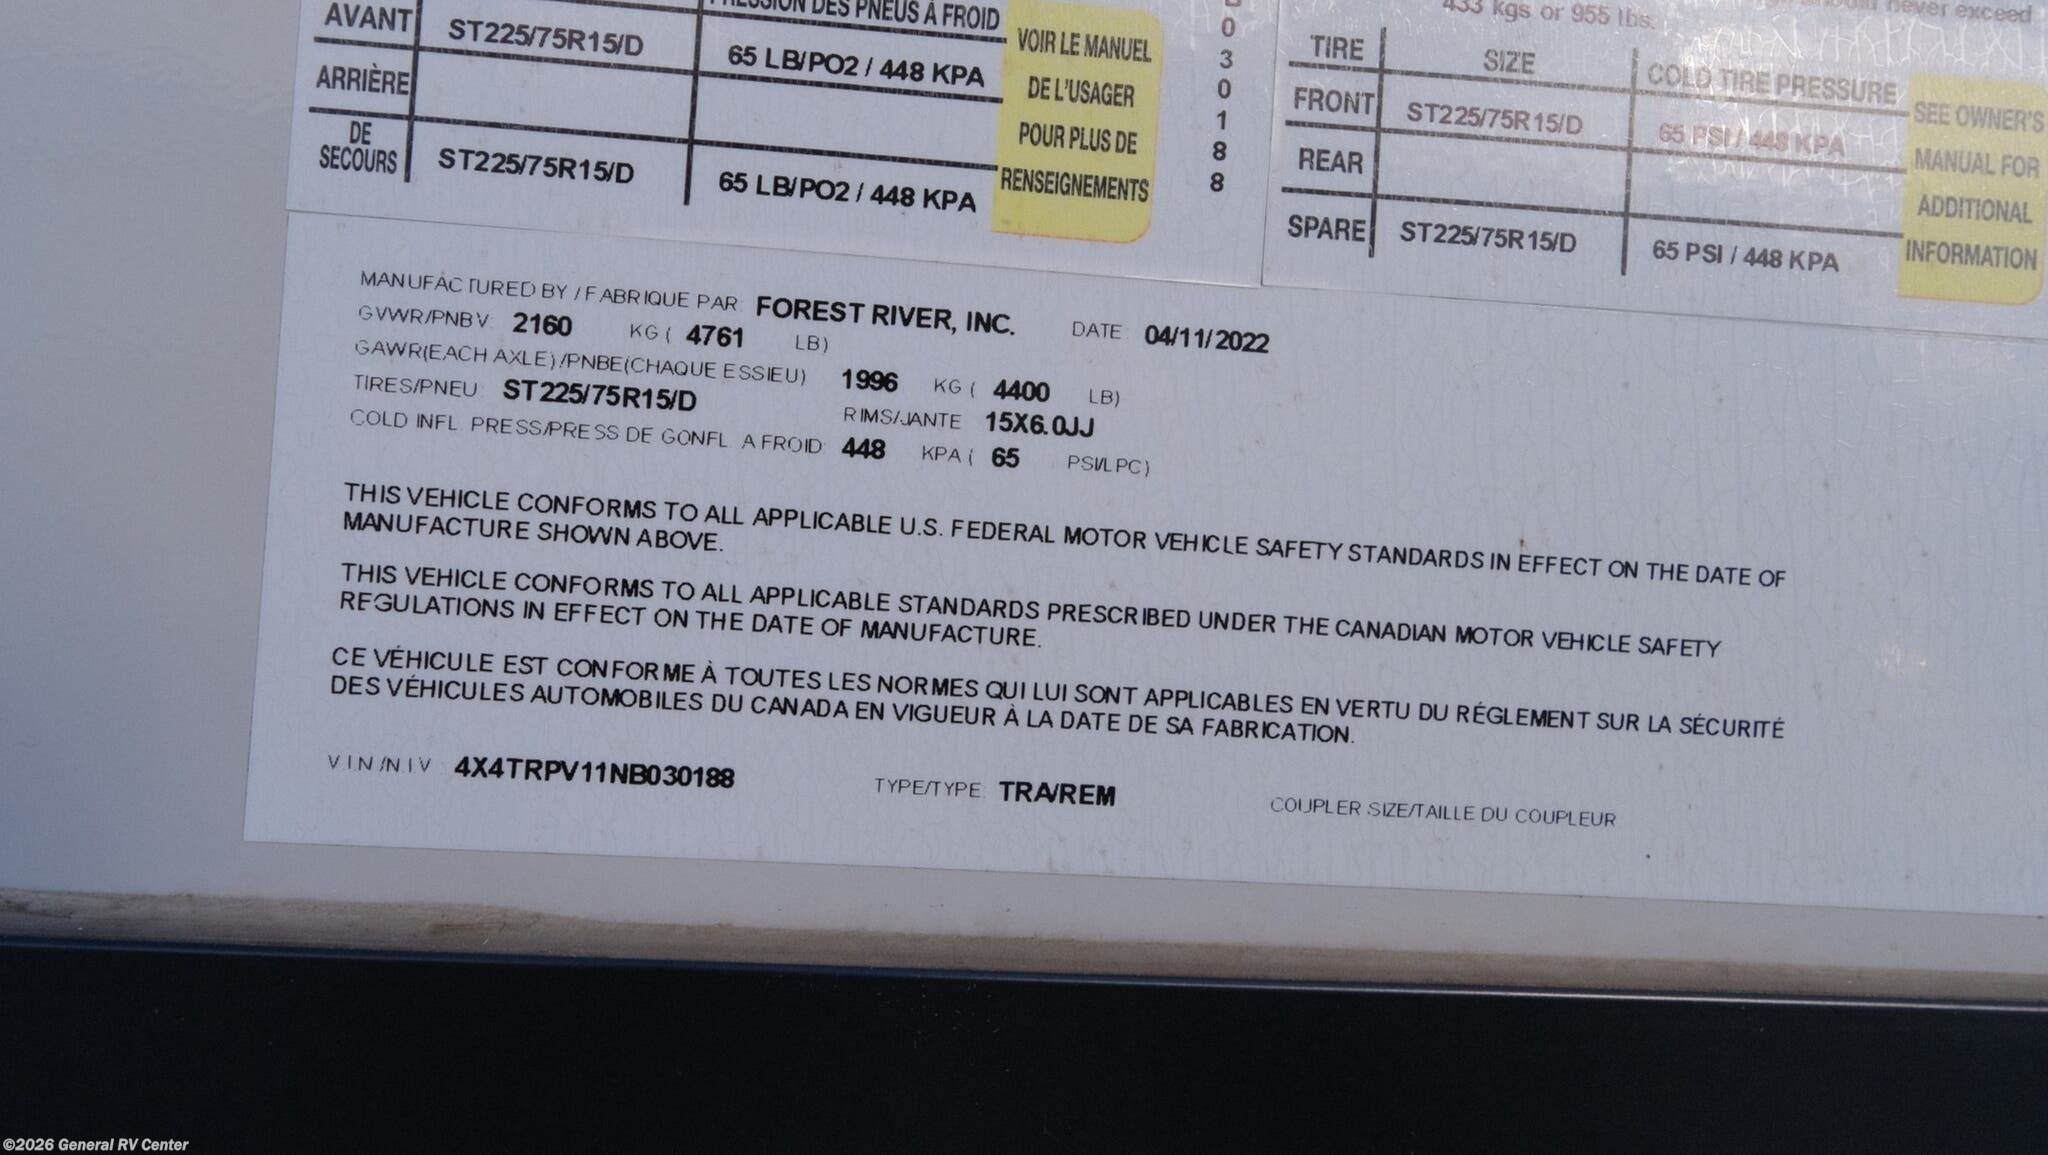 PRESSION DES PNEUS À FROID
AVANT ST225/75R15/D 65 LB/PO2 / 448 KPA
ARRIÈRE
DE SECOURS ST225/75R15/D 65 LB/PO2 / 448 KPA
VOIR LE MANUEL
DE L'USAGER
POUR PLUS DE
RENSEIGNEMENTS
0
3
0
1
8
8
should never exceed
433 kgs or 955 lbs.
TIRE SIZE COLD TIRE PRESSURE
FRONT ST225/75R15/D 65 PSI / 448 KPA
REAR
SPARE ST225/75R15/D 65 PSI / 448 KPA
SEE OWNER'S
MANUAL FOR
ADDITIONAL
INFORMATION
MANUFACTURED BY / FABRIQUE PAR: FOREST RIVER, INC. DATE: 04/11/2022
GVWR/PNBV: 2160 KG ( 4761 LB)
GAWR(EACH AXLE)/PNBE(CHAQUE ESSIEU) 1996 KG ( 4400 LB)
TIRES/PNEU: ST225/75R15/D RIMS/JANTE 15X6.0JJ
COLD INFL. PRESS/PRESS DE GONFL. A FROID: 448 KPA ( 65 PSI/LPC)
THIS VEHICLE CONFORMS TO ALL APPLICABLE U.S. FEDERAL MOTOR VEHICLE SAFETY STANDARDS IN EFFECT ON THE DATE OF
MANUFACTURE SHOWN ABOVE.
THIS VEHICLE CONFORMS TO ALL APPLICABLE STANDARDS PRESCRIBED UNDER THE CANADIAN MOTOR VEHICLE SAFETY
REGULATIONS IN EFFECT ON THE DATE OF MANUFACTURE.
CE VÉHICULE EST CONFORME À TOUTES LES NORMES QUI LUI SONT APPLICABLES EN VERTU DU RÉGLEMENT SUR LA SÉCURITÉ
DES VÉHICULES AUTOMOBILES DU CANADA EN VIGUEUR À LA DATE DE SA FABRICATION.
V I N / N I V 4X4TRPV11NB030188 TYPE/TYPE: TRA/REM COUPLER SIZE/TAILLE DU COUPLEUR
©2026 General RV Center